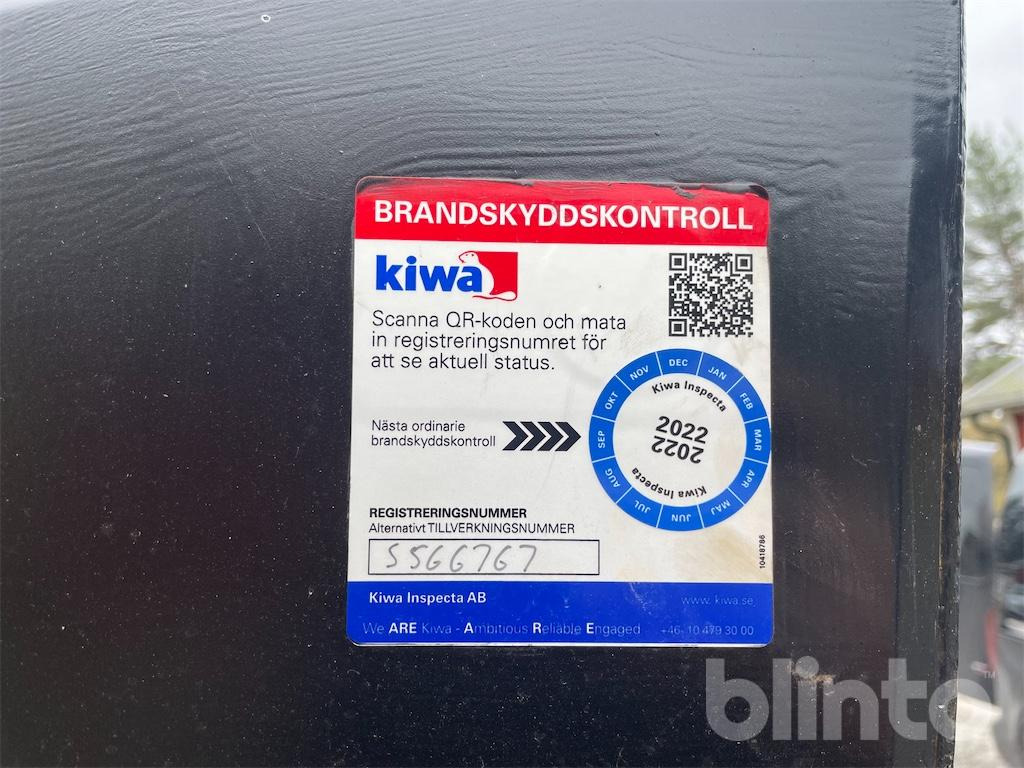 BRANDSKYDDSKONTROLL
kiwa
Scanna QR-koden och mata
in registreringsnumret för
att se aktuell status.
Nästa ordinarie
brandskyddskontroll
DEC JAN FEB MAR APR MAJ JUN JUL AUG SEP OKT NOV
Kiwa Inspecta
2022
2022
Kiwa Inspecta
REGISTRERINGSNUMMER
Alternativt TILLVERKNINGSNUMMER
5566767
10418786
Kiwa Inspecta AB
www.kiwa.se
We ARE Kiwa - Ambitious Reliable Engaged +46- 10 479 30 00
blinto™